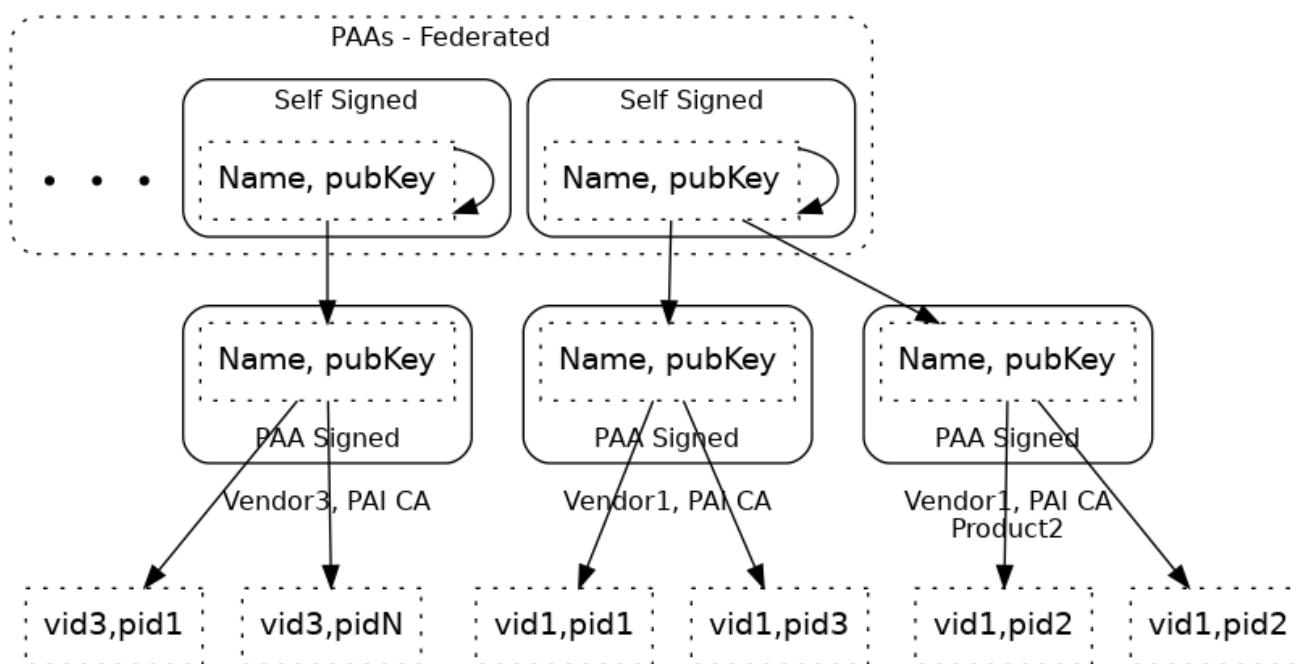 PAAs - Federated
Self Signed
Self Signed
Name, pubKey
Name, pubKey
Name, pubKey
Name, pubKey
Name, pubKey
PAA Signed
PAA Signed
PAA Signed
Vendor3, PAI CA
Vendor1, PAI CA
Vendor1, PAI CA
Product2
vid3,pid1
vid3,pidN
vid1,pid1
vid1,pid3
vid1,pid2
vid1,pid2